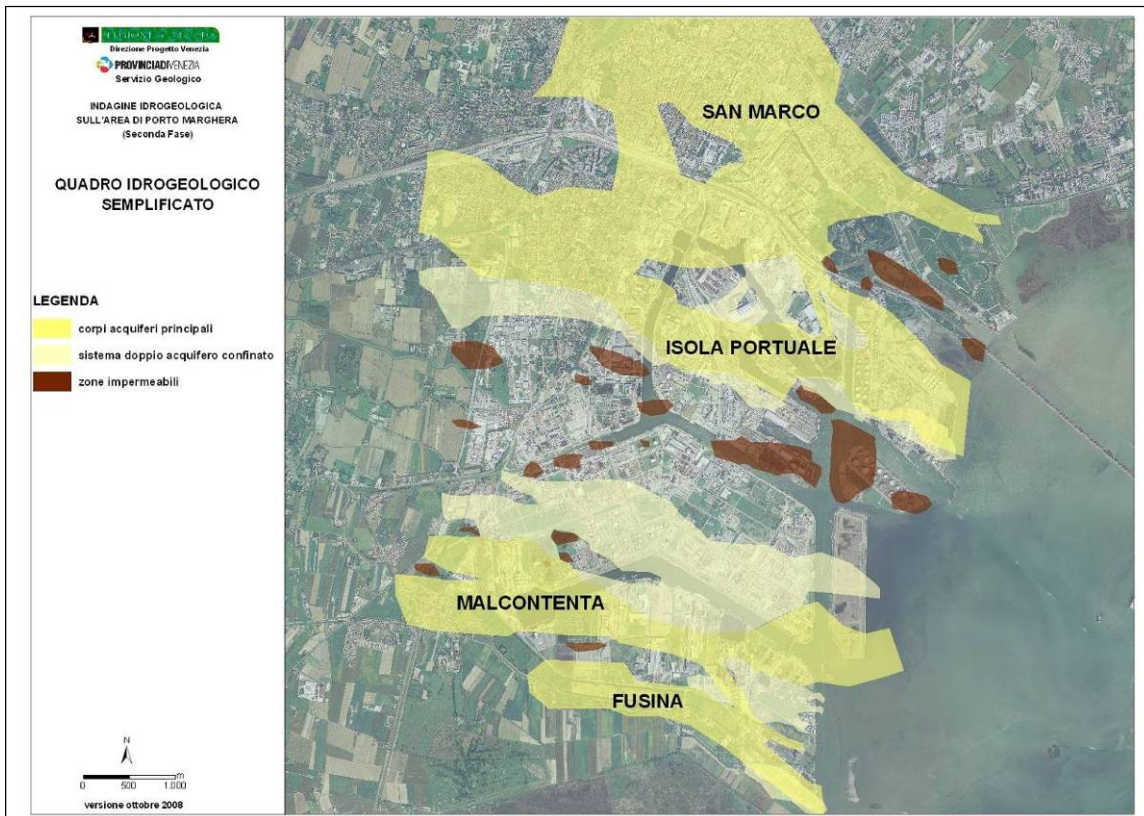 Direzione Progetto Venezia
PROVINCIADIVENEZIA
Servizio Geologico
INDAGINE IDROGEOLOGICA
SULL'AREA DI PORTO MARGHERA
(Seconda Fase)
QUADRO IDROGEOLOGICO
SEMPLIFICATO
LEGENDA
corpi acquiferi principali
sistema doppio acquifero confinato
zone impermeabili
N
m
0 500 1.000
versione ottobre 2008
SAN MARCO
ISOLA PORTUALE
MALCONTENTA
FUSINA